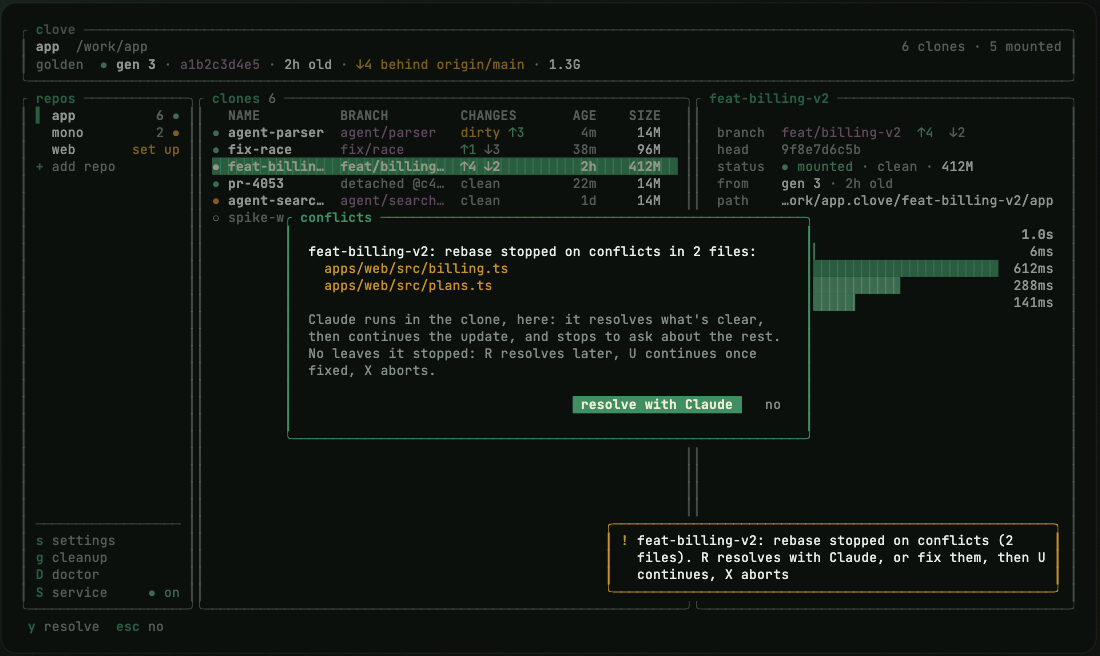 clove
app /work/app
6 clones · 5 mounted
golden ● gen 3 · a1b2c3d4e5 · 2h old · ↓4 behind origin/main · 1.3G
repos
app 6 ●
mono 2 ●
web set up
+ add repo
s settings
g cleanup
D doctor
S service ● on
clones 6
NAME BRANCH CHANGES AGE SIZE
● agent-parser agent/parser dirty ↑3 4m 14M
● fix-race fix/race ↑1 ↓3 38m 96M
● feat-billin… feat/billing… ↑4 ↓2 2h 412M
● pr-4053 detached @c4… clean 22m 14M
● agent-searc… agent/search… clean 1d 14M
○ spike-w
feat-billing-v2
branch feat/billing-v2 ↑4 ↓2
head 9f8e7d6c5b
status ● mounted · clean · 412M
from gen 3 · 2h old
path …ork/app.clove/feat-billing-v2/app
1.0s
6ms
612ms
288ms
141ms
conflicts
feat-billing-v2: rebase stopped on conflicts in 2 files:
apps/web/src/billing.ts
apps/web/src/plans.ts
Claude runs in the clone, here: it resolves what's clear,
then continues the update, and stops to ask about the rest.
No leaves it stopped: R resolves later, U continues once
fixed, X aborts.
resolve with Claude no
! feat-billing-v2: rebase stopped on conflicts (2
files). R resolves with Claude, or fix them, then U
continues, X aborts
y resolve esc no